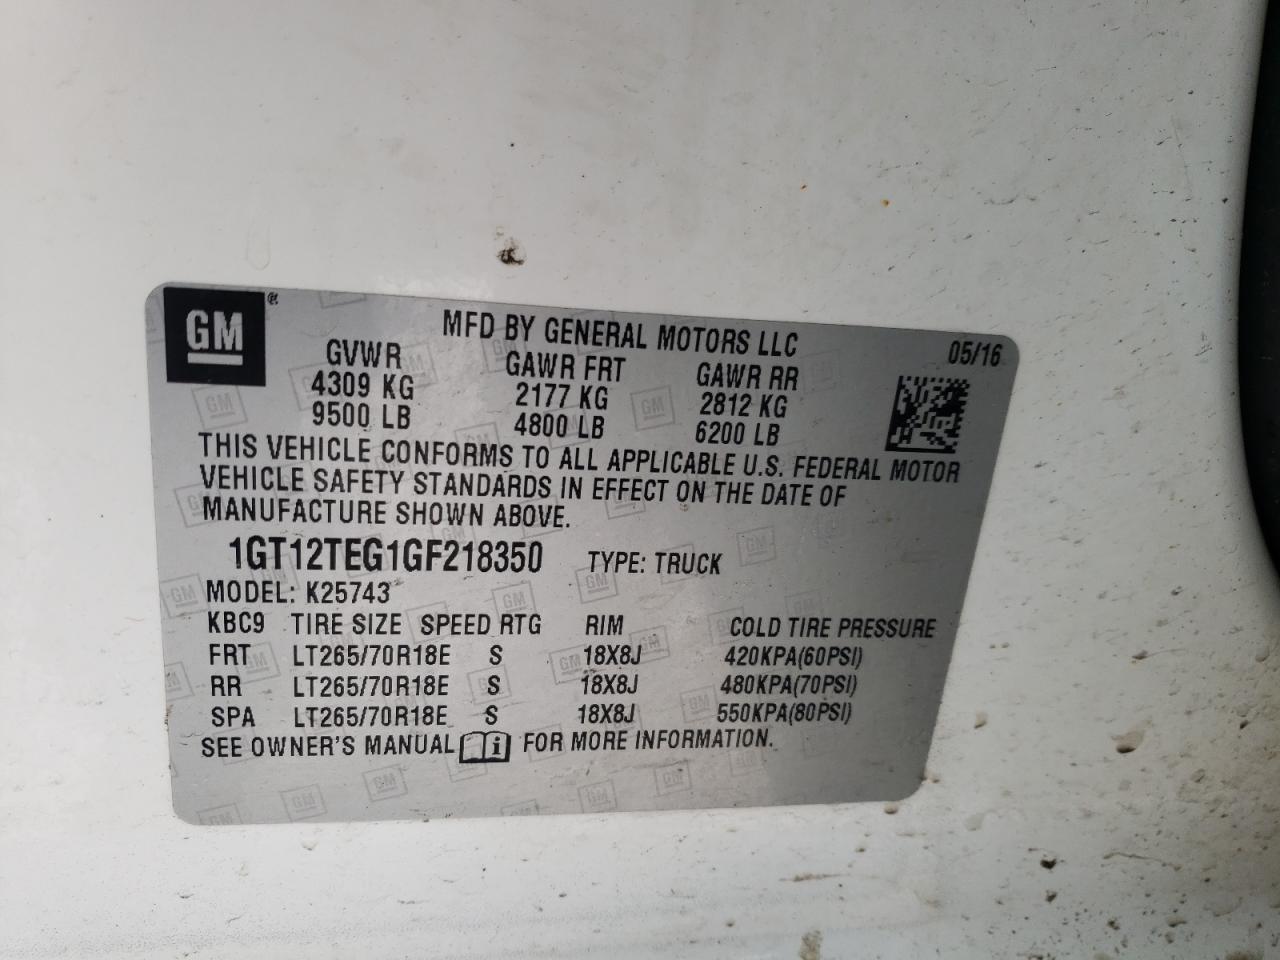 GM ®
MFD BY GENERAL MOTORS LLC
05/16
GVWR GAWR FRT GAWR RR
4309 KG 2177 KG 2812 KG
9500 LB 4800 LB 6200 LB
THIS VEHICLE CONFORMS TO ALL APPLICABLE U.S. FEDERAL MOTOR
VEHICLE SAFETY STANDARDS IN EFFECT ON THE DATE OF
MANUFACTURE SHOWN ABOVE.
1GT12TEG1GF218350 TYPE: TRUCK
MODEL: K25743
KBC9 TIRE SIZE SPEED RTG RIM COLD TIRE PRESSURE
FRT LT265/70R18E S 18X8J 420KPA(60PSI)
RR LT265/70R18E S 18X8J 480KPA(70PSI)
SPA LT265/70R18E S 18X8J 550KPA(80PSI)
SEE OWNER'S MANUAL i FOR MORE INFORMATION.